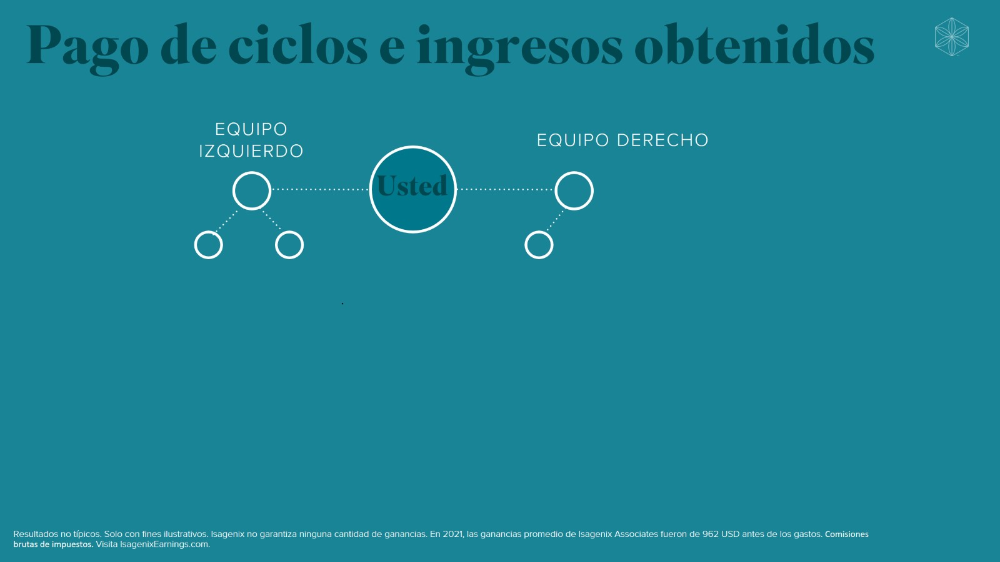 Pago de ciclos e ingresos obtenidos
EQUIPO
IZQUIERDO
EQUIPO DERECHO
Usted
Resultados no típicos. Solo con fines ilustrativos. Isagenix no garantiza ninguna cantidad de ganancias. En 2021, las ganancias promedio de Isagenix Associates fueron de 962 USD antes de los gastos. Comisiones
brutas de impuestos. Visita IsagenixEarnings.com.